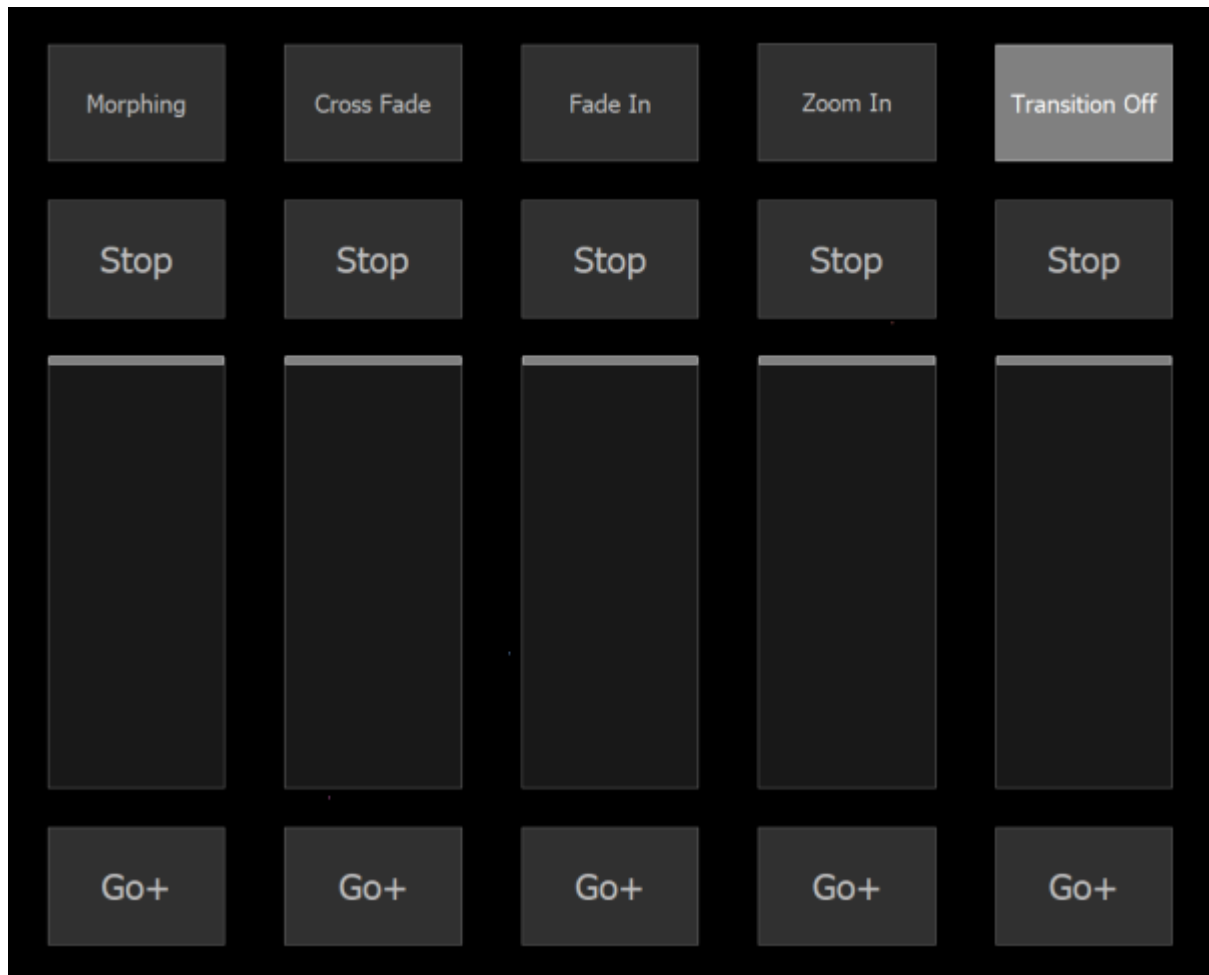 Morphing
Cross Fade
Fade In
Zoom In
Transition Off
Stop
Stop
Stop
Stop
Stop
Go+
Go+
Go+
Go+
Go+